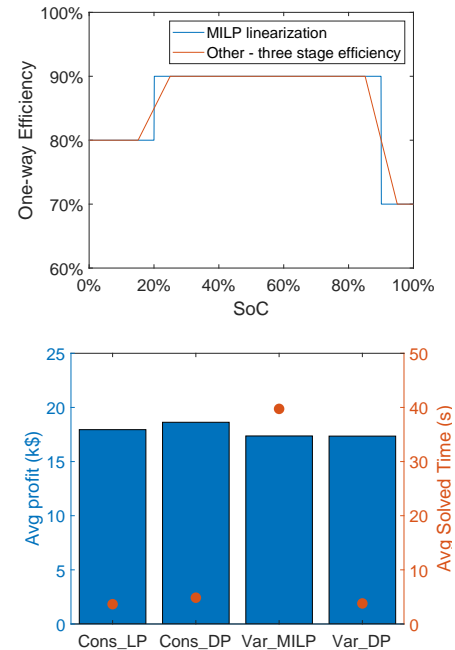 MILP linearization
Other - three stage efficiency
90%
80%
70%
60%
One-way Efficiency
0% 20% 40% 60% 80% 100%
SoC
25
20
15
10
5
0
Avg profit (k$)
50
40
30
20
10
0
Avg Solved Time (s)
Cons_LP Cons_DP Var_MILP Var_DP